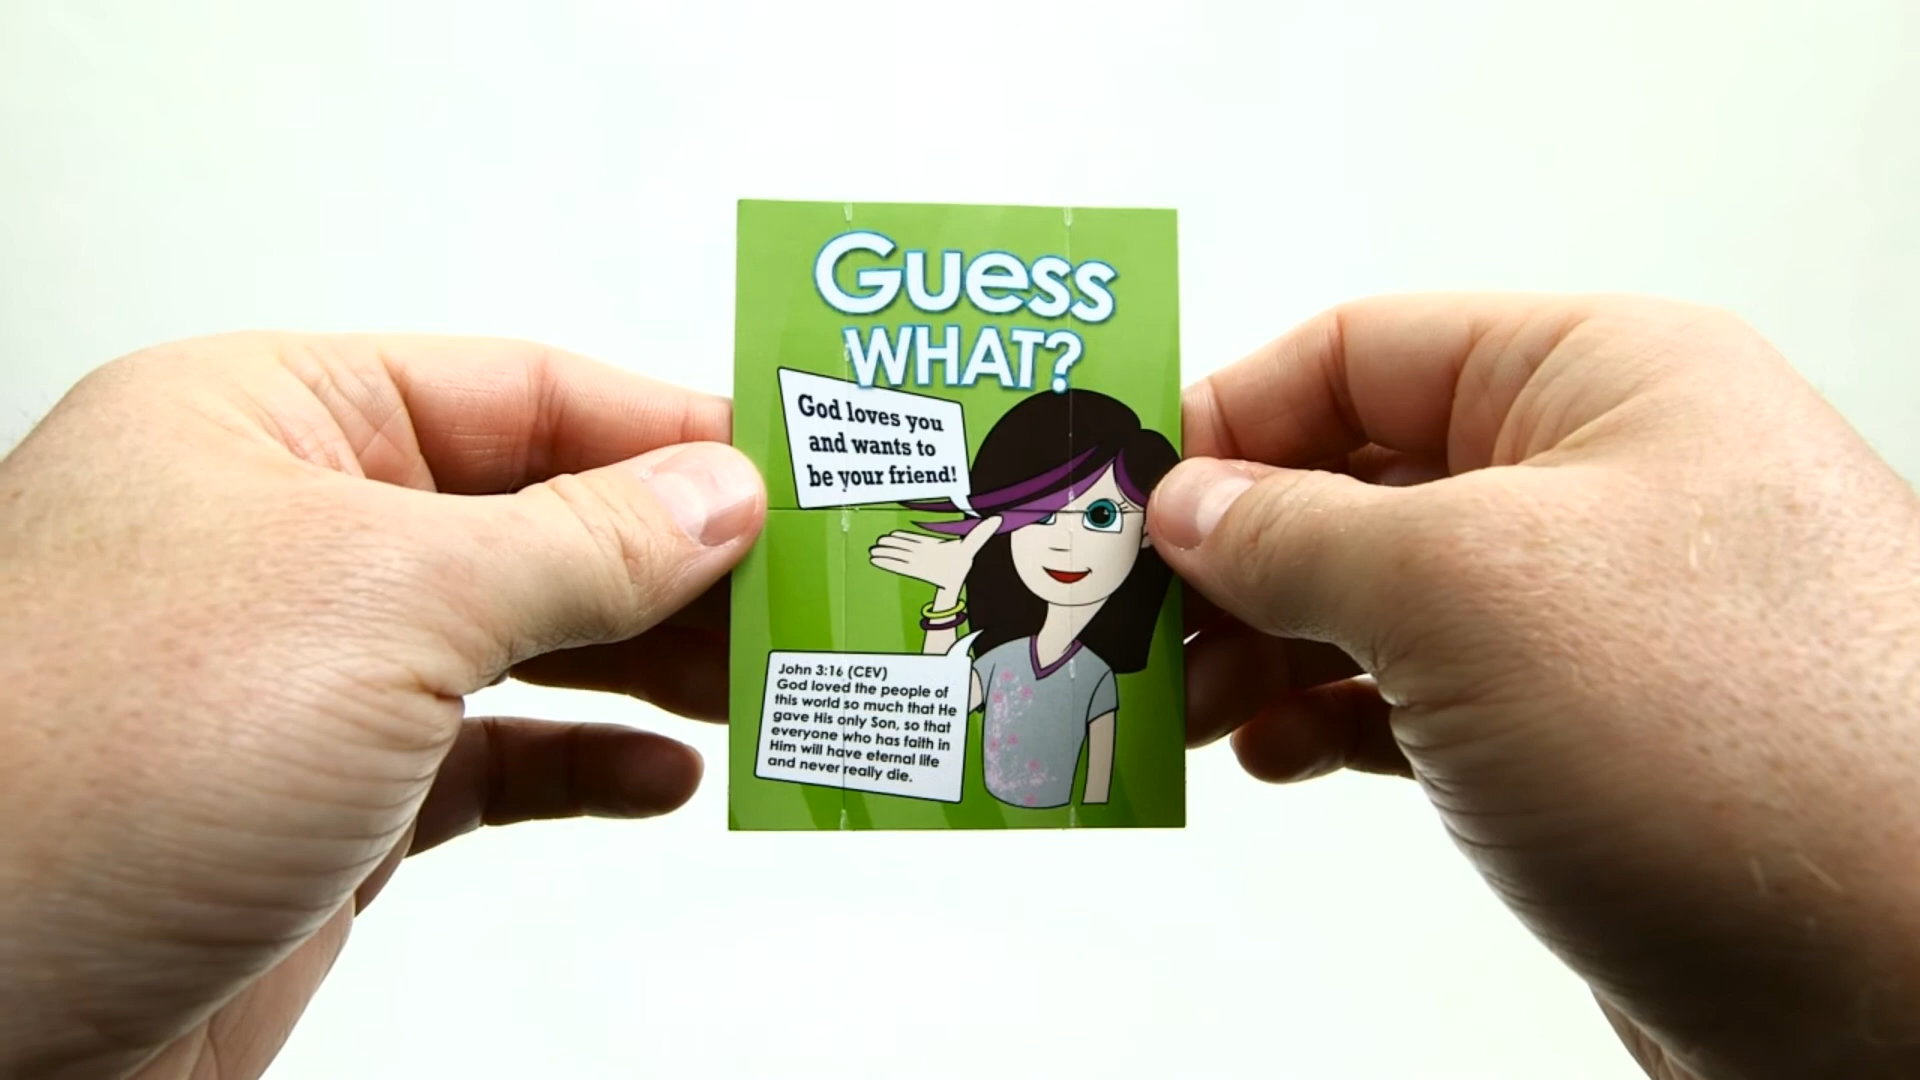 Guess
WHAT?
God loves you
and wants to
be your friend!
John 3:16 (CEV)
God loved the people of
this world so much that He
gave His only Son, so that
everyone who has faith in
Him will have eternal life
and never really die.